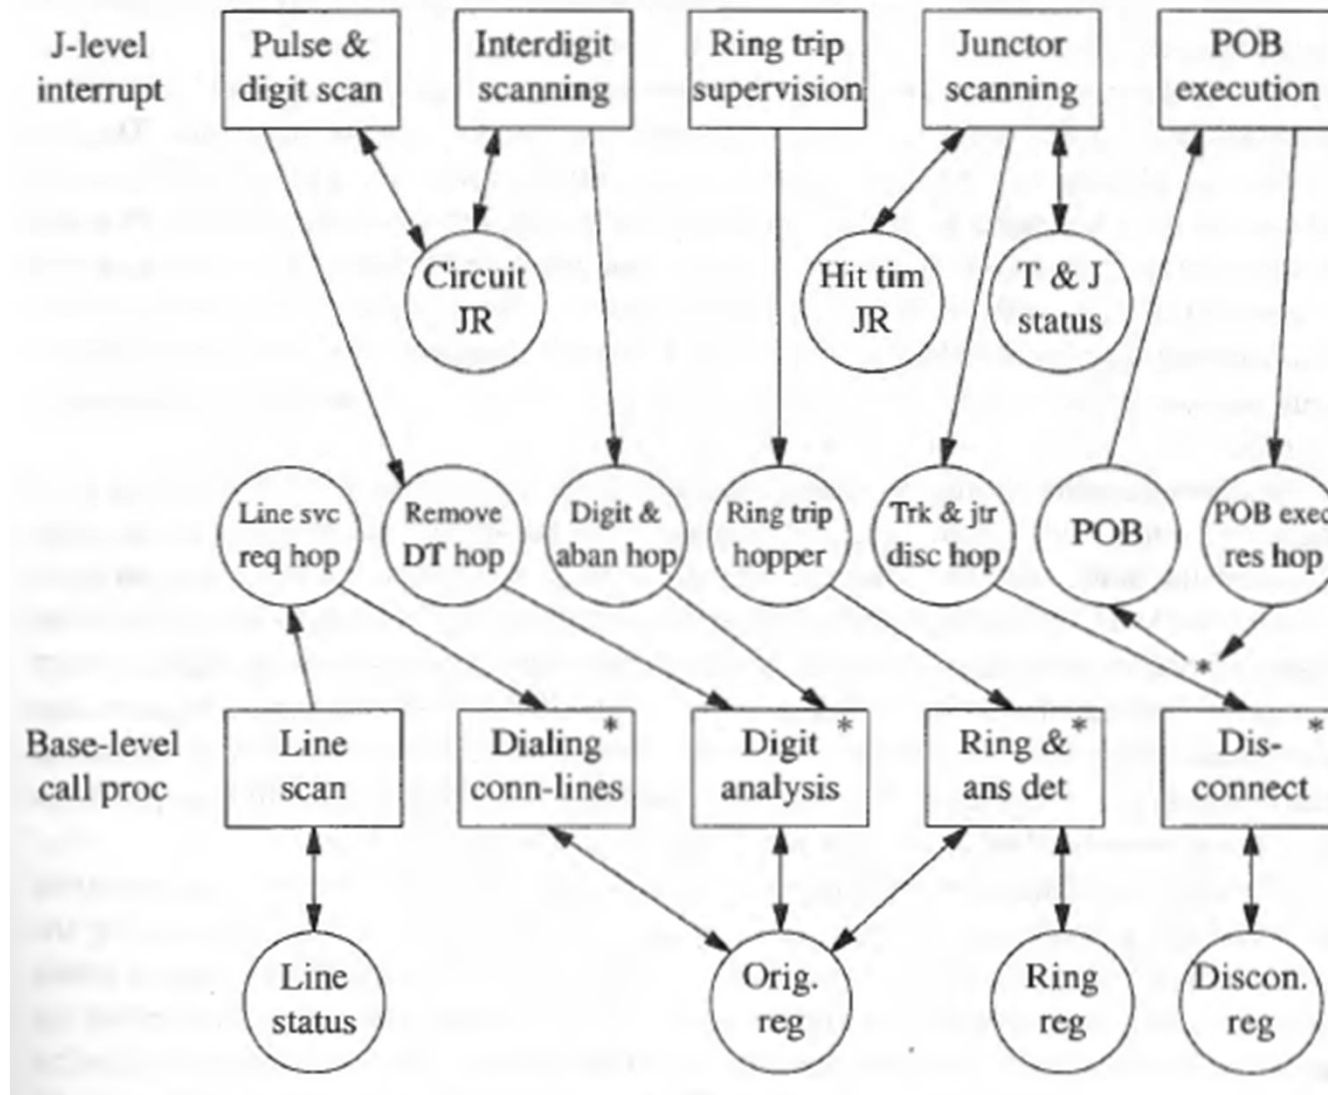 J-level
interrupt
Pulse &
digit scan
Interdigit
scanning
Ring trip
supervision
Junctor
scanning
POB
execution
Circuit
JR
Hit tim
JR
T & J
status
Line svc
req hop
Remove
DT hop
Digit &
aban hop
Ring trip
hopper
Trk & jtr
disc hop
POB
POB exec
res hop
*
Base-level
call proc
Line
scan
Dialing*
conn-lines
Digit *
analysis
Ring & *
ans det
Dis- *
connect
Line
status
Orig.
reg
Ring
reg
Discon.
reg